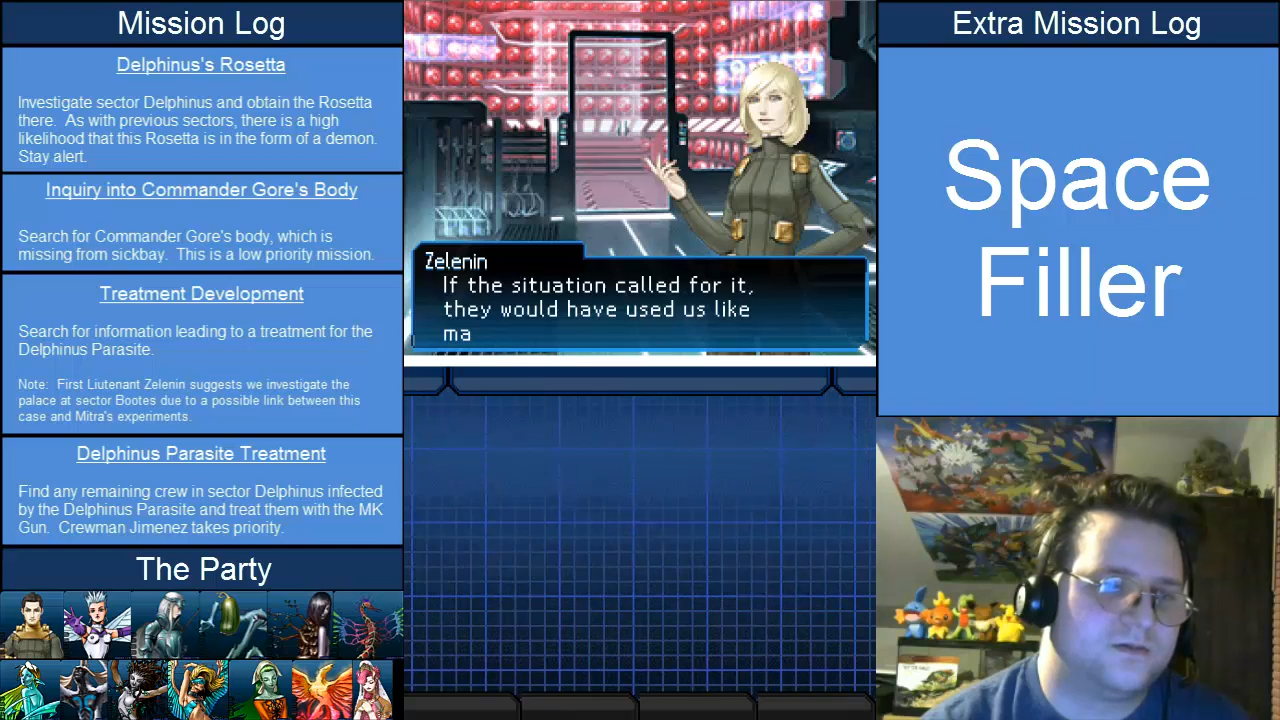 Mission Log
Delphinus's Rosetta
Investigate sector Delphinus and obtain the Rosetta
there. As with previous sectors, there is a high
likelihood that this Rosetta is in the form of a demon.
Stay alert.
Inquiry into Commander Gore's Body
Search for Commander Gore's body, which is
missing from sickbay. This is a low priority mission.
Treatment Development
Search for information leading to a treatment for the
Delphinus Parasite.
Note: First Liutenant Zelenin suggests we investigate the
palace at sector Bootes due to a possible link between this
case and Mitra's experiments.
Delphinus Parasite Treatment
Find any remaining crew in sector Delphinus infected
by the Delphinus Parasite and treat them with the MK
Gun. Crewman Jimenez takes priority.
The Party
Zelenin
If the situation called for it,
they would have used us like
ma
Extra Mission Log
Space
Filler